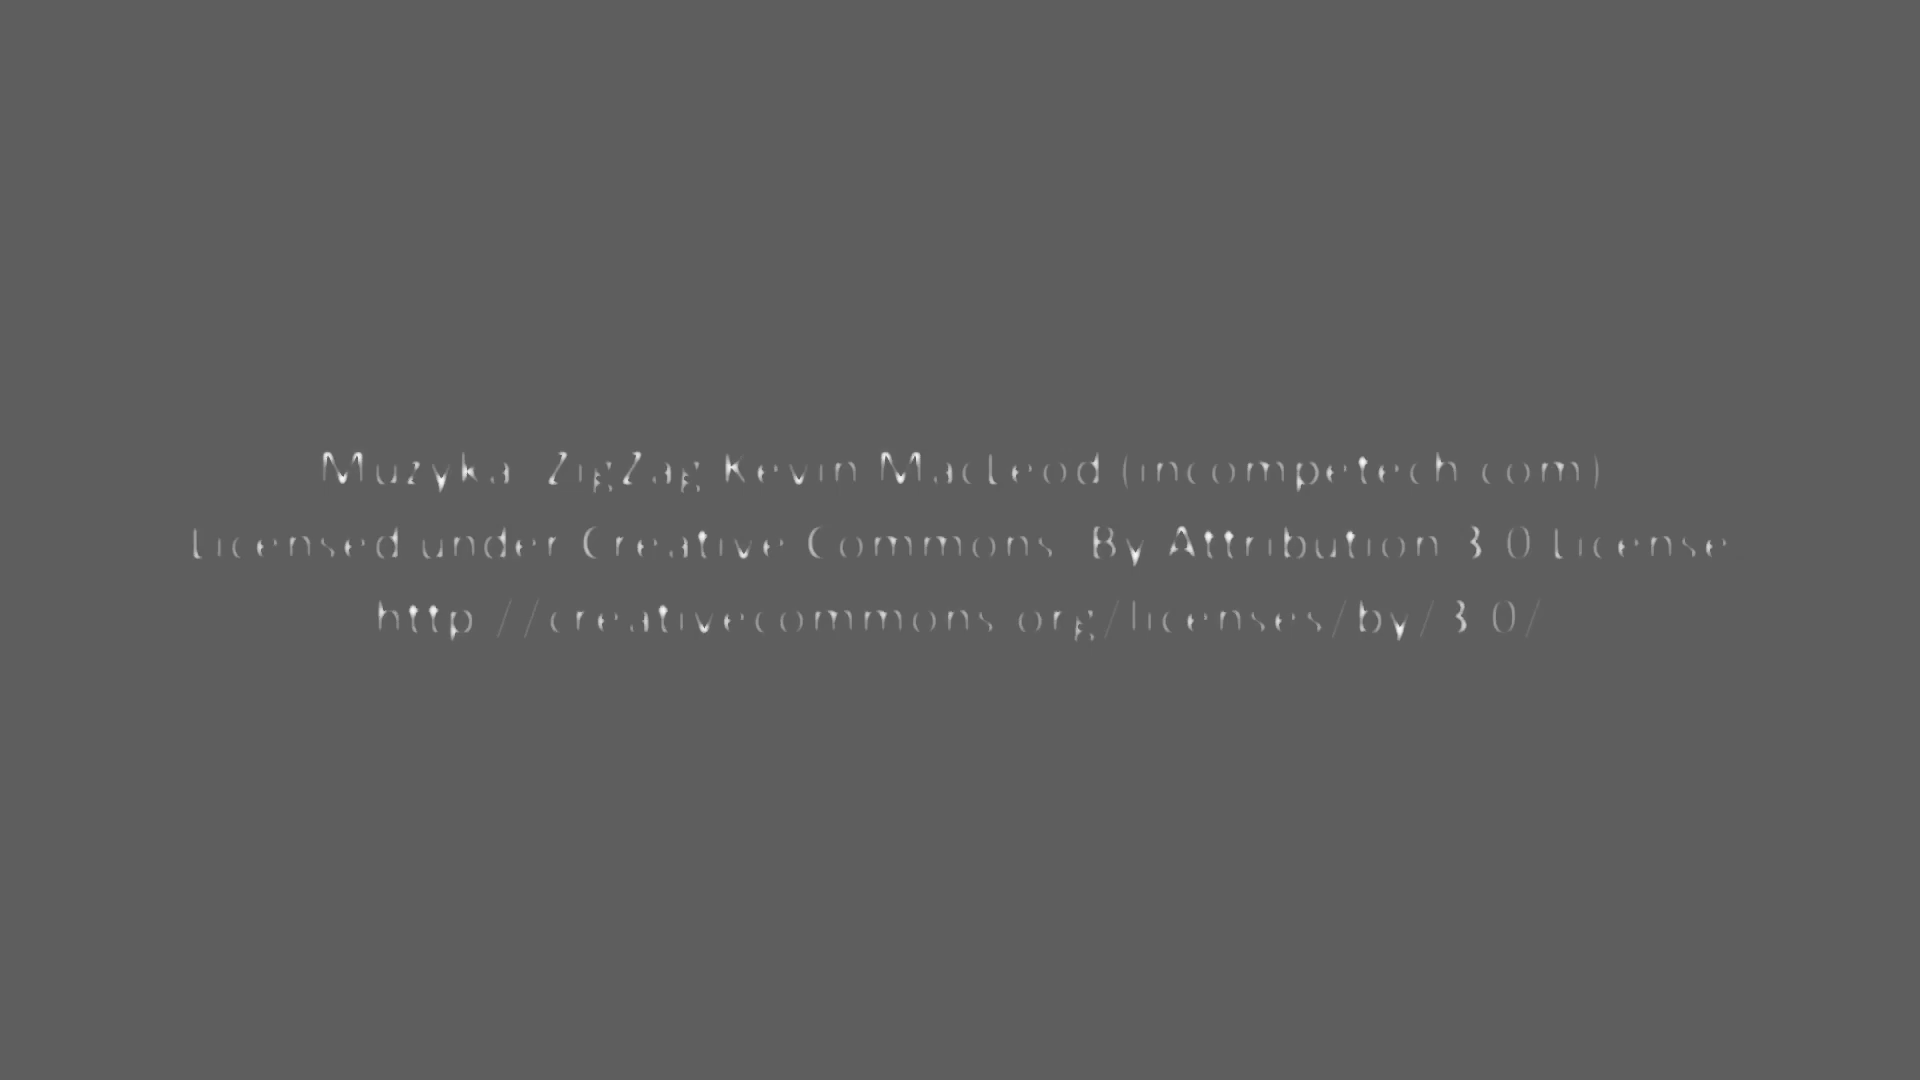 Muzyka ZigZag Kevin MacLeod (incompetech com)
Licensed under Creative Commons By Attribution 3 0 License
http //creativecommons org/licenses/by/3 0/